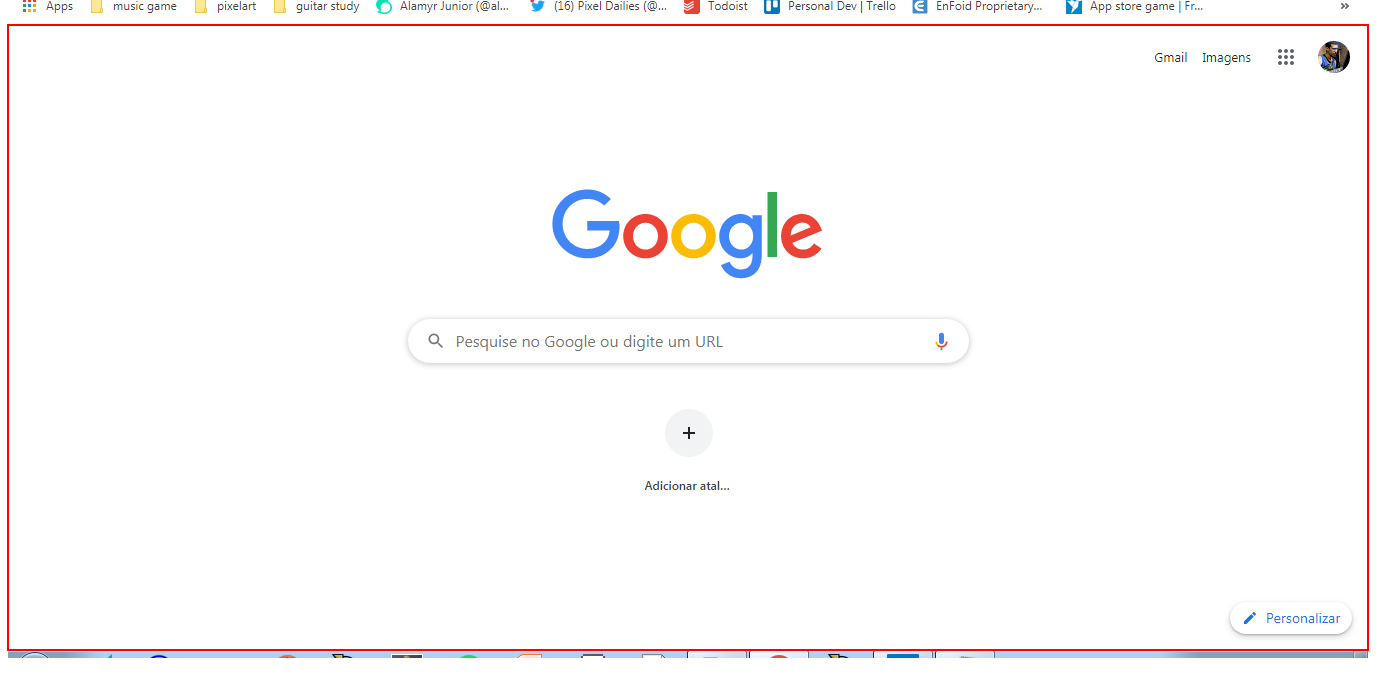 Apps music game pixelart guitar study Alamyr Junior (@al... (16) Pixel Dailies (@... Todoist Personal Dev | Trello EnFoid Proprietary... App store game | Fr... »
Gmail Imagens
Google
Pesquise no Google ou digite um URL
Adicionar atal...
Personalizar